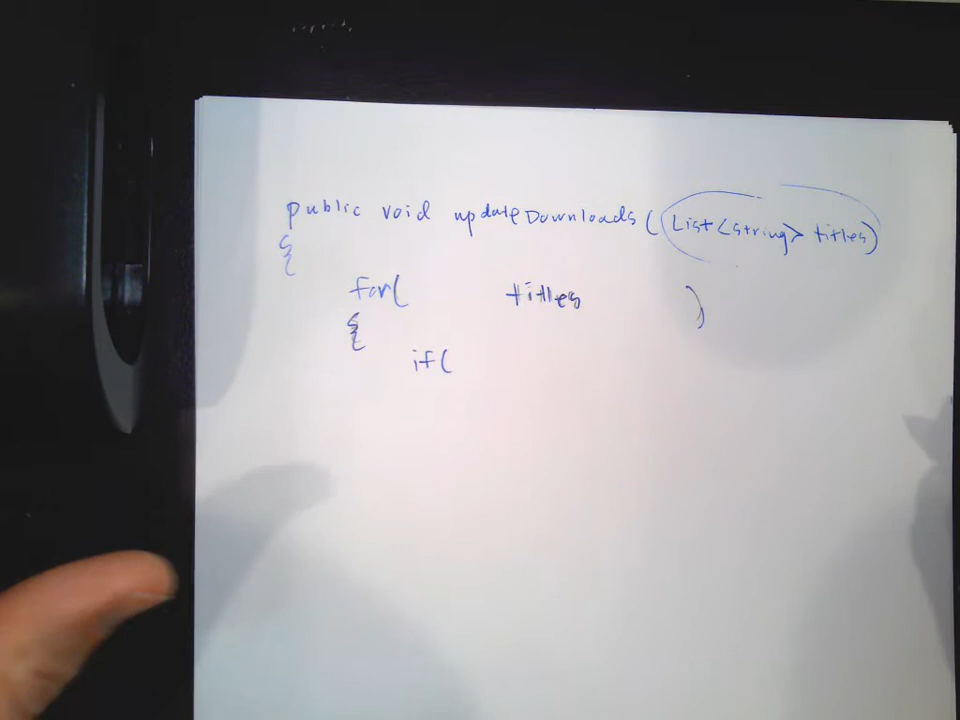 public void updateDownloads (List<string> titles)
{
for( titles )
{
if(